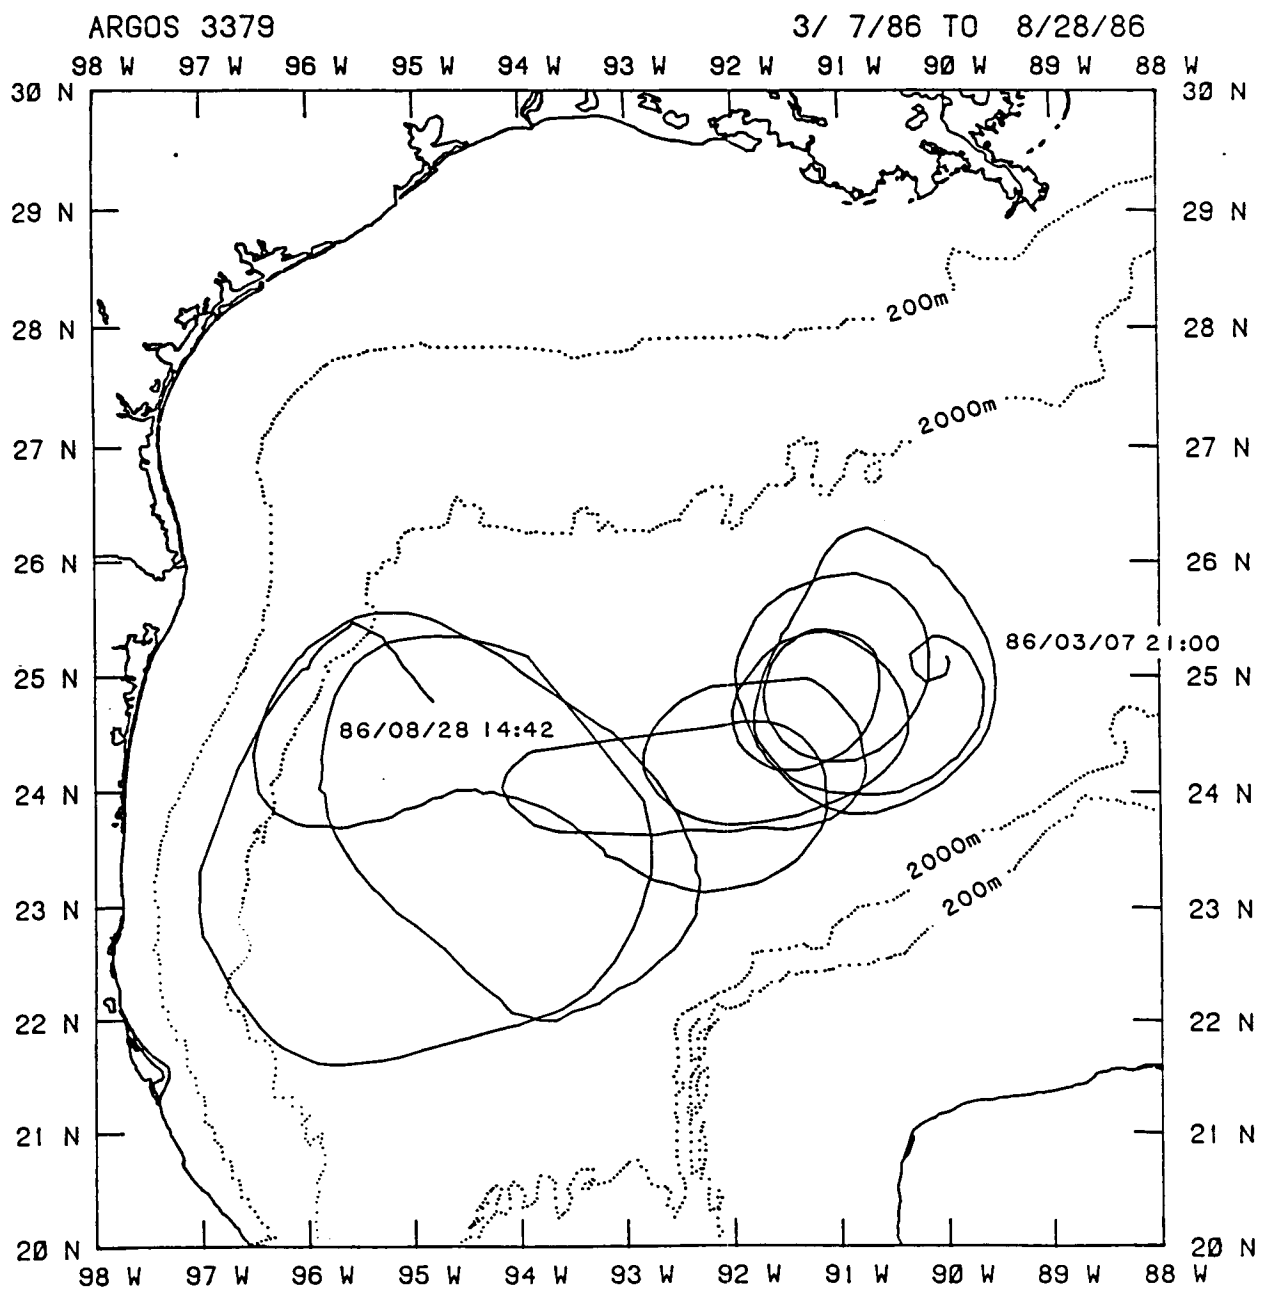 ARGOS 3379 3/ 7/86 TO 8/28/86
98 W 97 W 96 W 95 W 94 W 93 W 92 W 91 W 90 W 89 W 88 W
30 N 30 N
29 N 29 N
200m
28 N 28 N
2000m
27 N 27 N
26 N 26 N
86/03/07 21:00
25 N 25 N
86/08/28 14:42
24 N 24 N
2000m
200m
23 N 23 N
22 N 22 N
21 N 21 N
20 N 20 N
98 W 97 W 96 W 95 W 94 W 93 W 92 W 91 W 90 W 89 W 88 W